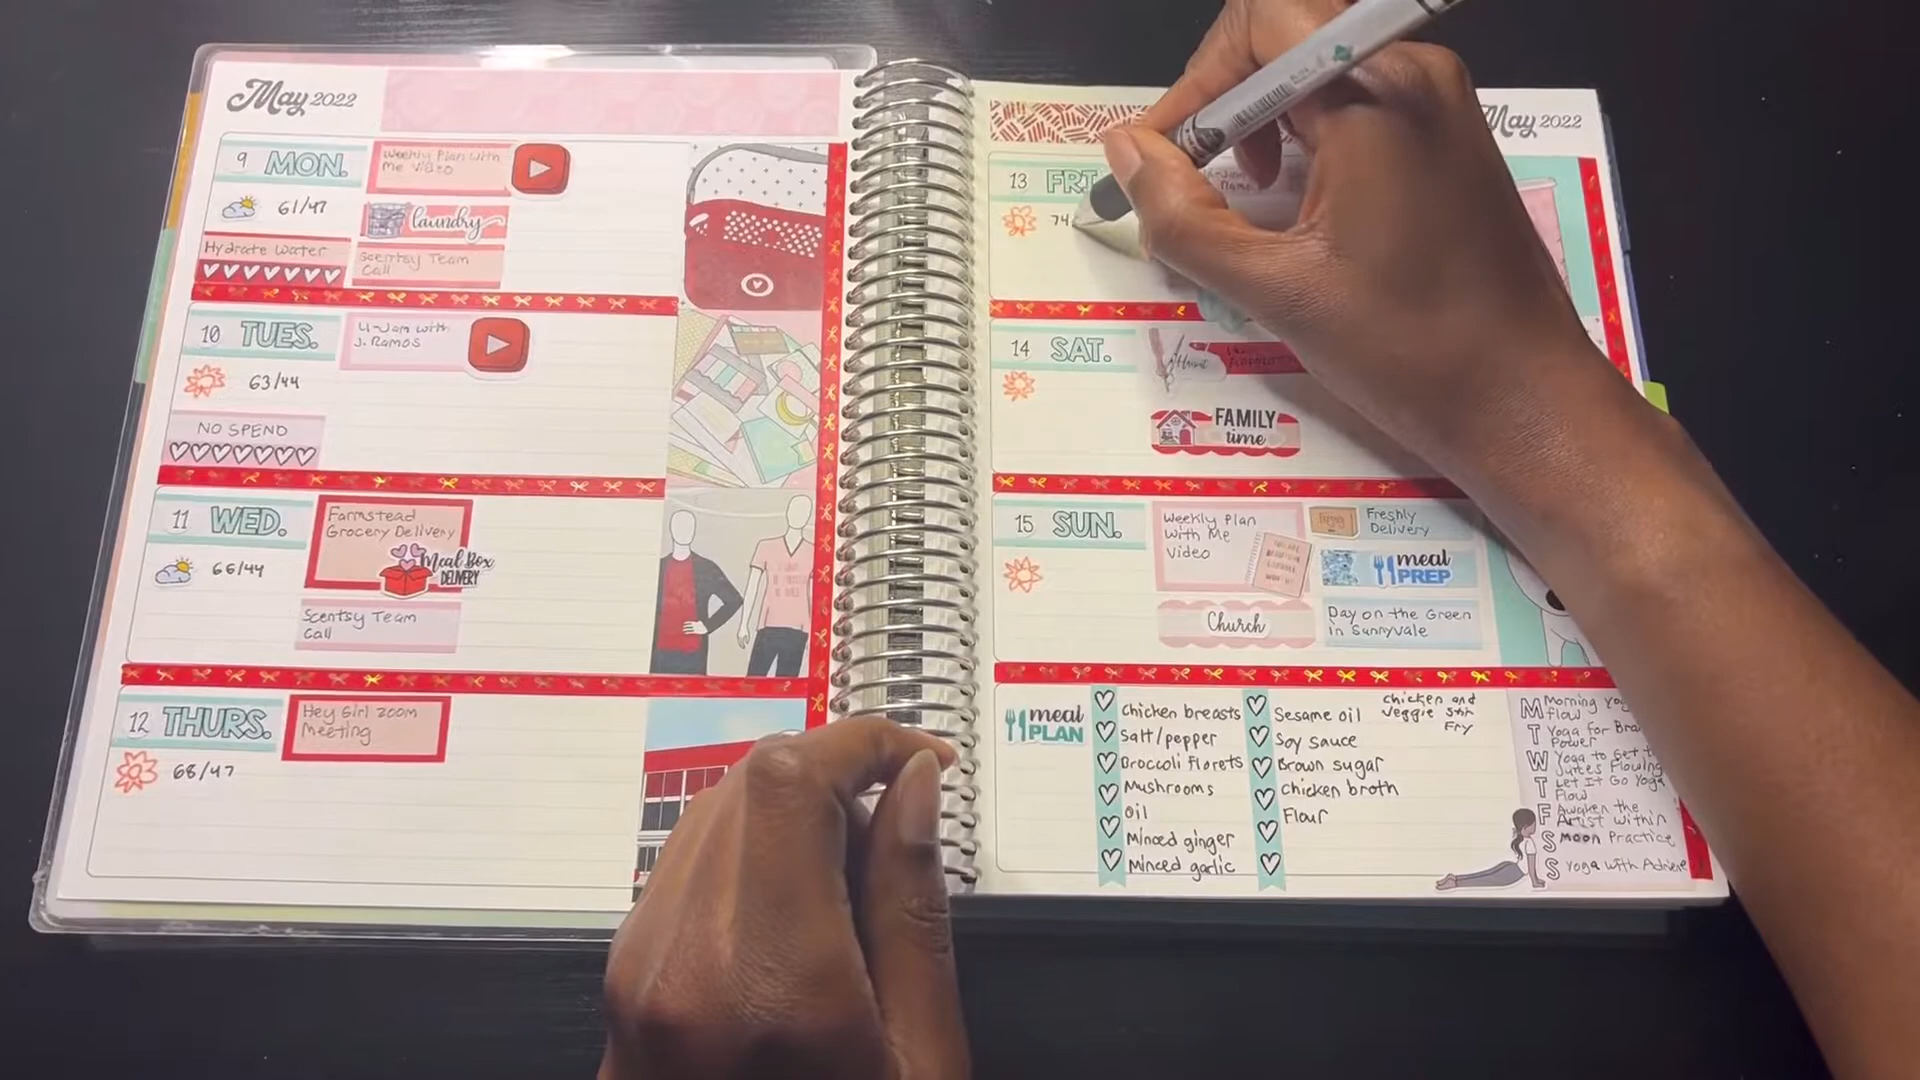 May 2022
9 MON.
Weekly Plan With
Me Video
61/47
laundry
Hydrate Water
Scentsy Team
Call
10 TUES.
U-Jam with
J. Ramos
63/44
NO SPEND
11 WED.
Farmstead
Grocery Delivery
Meal Box
DELIVERY
66/44
Scentsy Team
Call
12 THURS.
Hey Girl Zoom
Meeting
68/47
May 2022
13 FRI
74
14 SAT.
FAMILY
time
15 SUN.
Weekly Plan
With Me
Video
Freshly
Delivery
meal
PREP
Church
Day on the Green
in Sunnyvale
meal
PLAN
Chicken breasts
Salt/pepper
Broccoli Florets
Mushrooms
Oil
Minced ginger
Minced garlic
Sesame oil
Soy sauce
Brown sugar
Chicken broth
Flour
Chicken and
Veggie Stir
Fry
M Morning
Flow
T Yoga for
Power
W Yoga to Get
Juices Flowing
T Let It Go Yoga
Flow
F Awaken the
Artist Within
S Moon Practice
S Yoga with Adriene